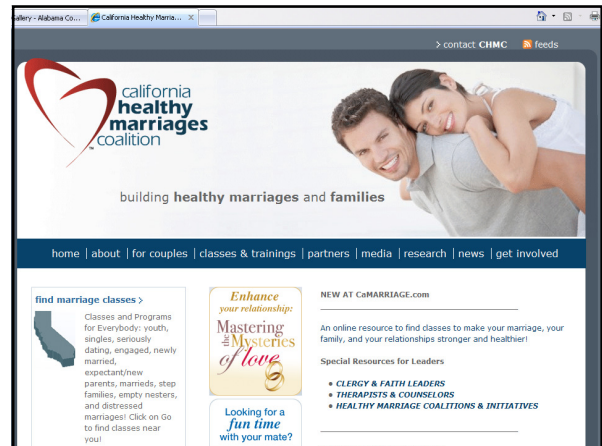 Gallery - Alabama Co...
California Healthy Marria...
> contact CHMC
feeds
california
healthy
marriages
coalition
™
building healthy marriages and families
home | about | for couples | classes & trainings | partners | media | research | news | get involved
find marriage classes >
Classes and Programs
for Everybody: youth,
singles, seriously
dating, engaged, newly
married,
expectant/new
parents, marrieds, step
families, empty nesters,
and distressed
marriages! Click on Go
to find classes near
you!
Enhance
your relationship:
Mastering
the Mysteries
of love
Looking for a
fun time
with your mate?
NEW AT CaMARRIAGE.com
An online resource to find classes to make your marriage, your
family, and your relationships stronger and healthier!
Special Resources for Leaders
• CLERGY & FAITH LEADERS
• THERAPISTS & COUNSELORS
• HEALTHY MARRIAGE COALITIONS & INITIATIVES